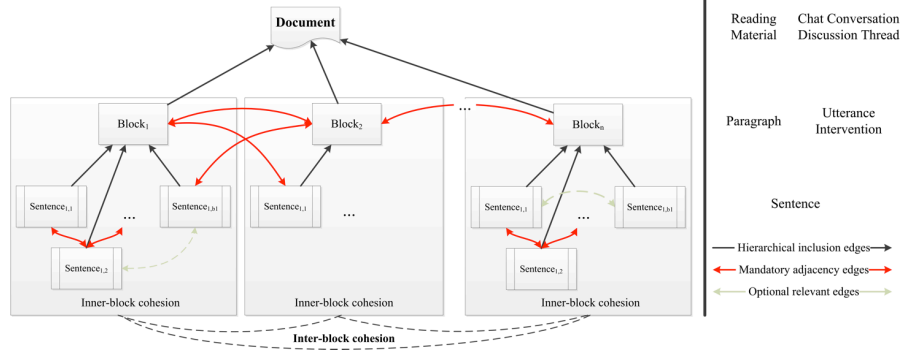 Document
Block1
Block2
...
Blockn
Sentence1,1
...
Sentence1,b1
Sentence1,2
Inner-block cohesion
Sentence1,1
...
Inner-block cohesion
Sentence1,1
...
Sentence1,b1
Sentence1,2
Inner-block cohesion
Inter-block cohesion
Reading
Material
Chat Conversation
Discussion Thread
Paragraph
Utterance
Intervention
Sentence
Hierarchical inclusion edges
Mandatory adjacency edges
Optional relevant edges